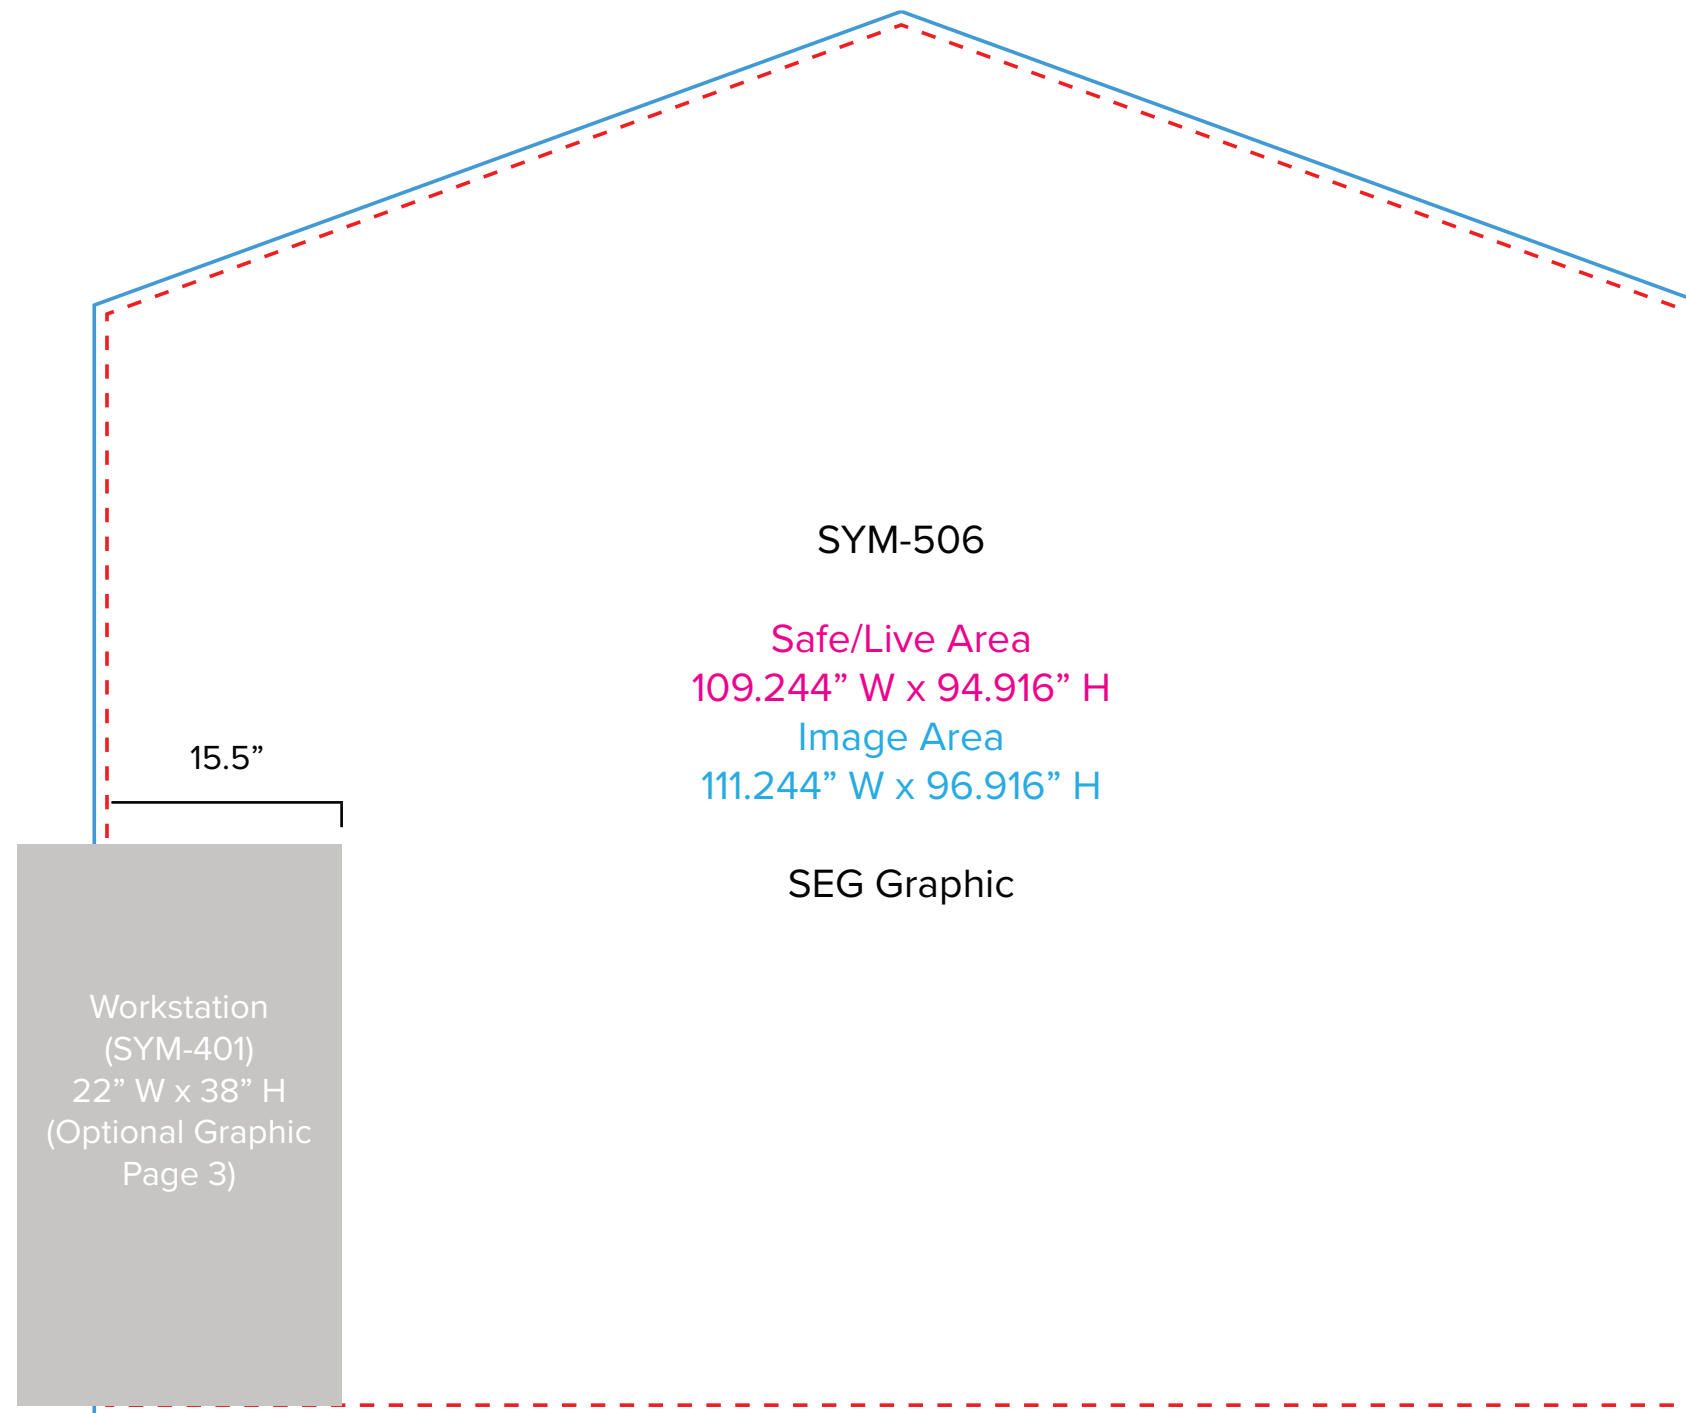 SYM-506
Safe/Live Area
109.244” W x 94.916” H
Image Area
111.244” W x 96.916” H
15.5”
SEG Graphic
Workstation
(SYM-401)
22” W x 38” H
(Optional Graphic
Page 3)